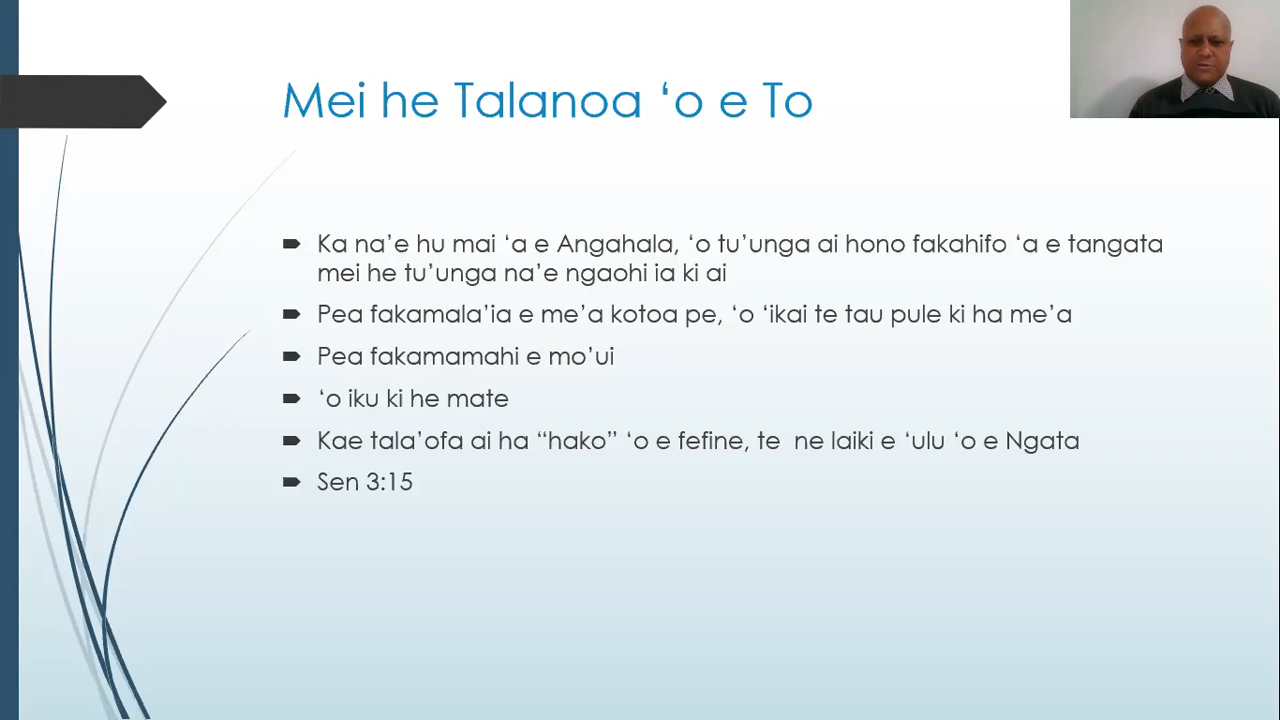 Mei he Talanoa ‘o e To
Ka na’e hu mai ‘a e Angahala, ‘o tu’unga ai hono fakahifo ‘a e tangata
mei he tu’unga na’e ngaohi ia ki ai
Pea fakamala’ia e me’a kotoa pe, ‘o ‘ikai te tau pule ki ha me’a
Pea fakamamahi e mo’ui
‘o iku ki he mate
Kae tala’ofa ai ha “hako” ‘o e fefine, te ne laiki e ‘ulu ‘o e Ngata
Sen 3:15